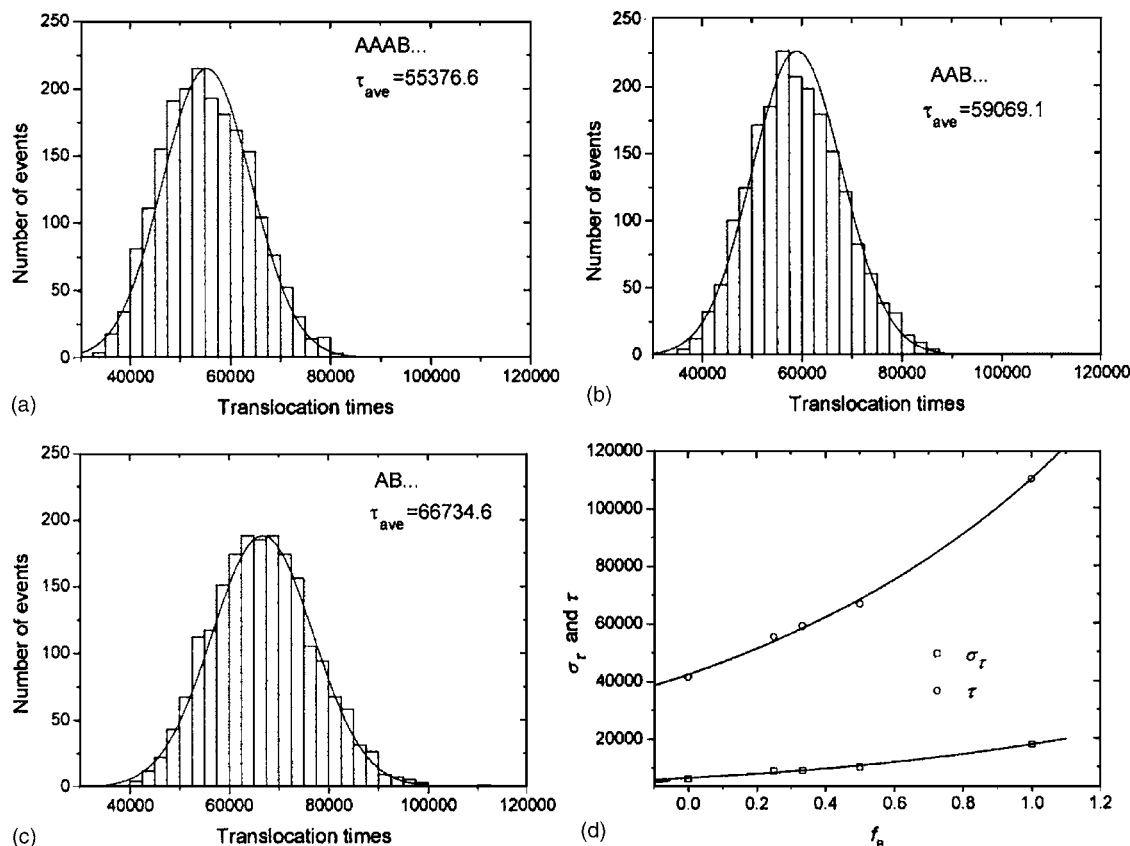 250
200
150
100
50
0
AAAB...
τave=55376.6
Number of events
40000 60000 80000 100000 120000
Translocation times
(a)
250
200
150
100
50
0
AAB...
τave=59069.1
Number of events
40000 60000 80000 100000 120000
Translocation times
(b)
250
200
150
100
50
0
AB...
τave=66734.6
Number of events
40000 60000 80000 100000 120000
Translocation times
(c)
120000
100000
80000
60000
40000
20000
στ and τ
στ
τ
0.0 0.2 0.4 0.6 0.8 1.0 1.2
fB
(d)